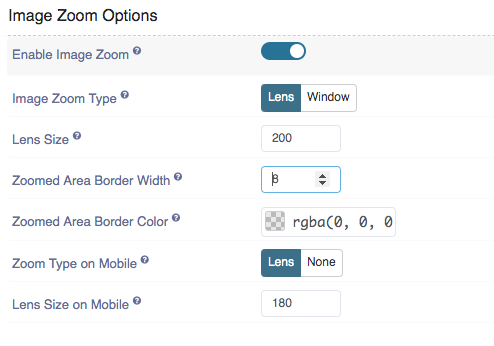 Image Zoom Options
Enable Image Zoom ?
Image Zoom Type ? Lens Window
Lens Size ? 200
Zoomed Area Border Width ? 8
Zoomed Area Border Color ? rgba(0, 0, 0
Zoom Type on Mobile ? Lens None
Lens Size on Mobile ? 180